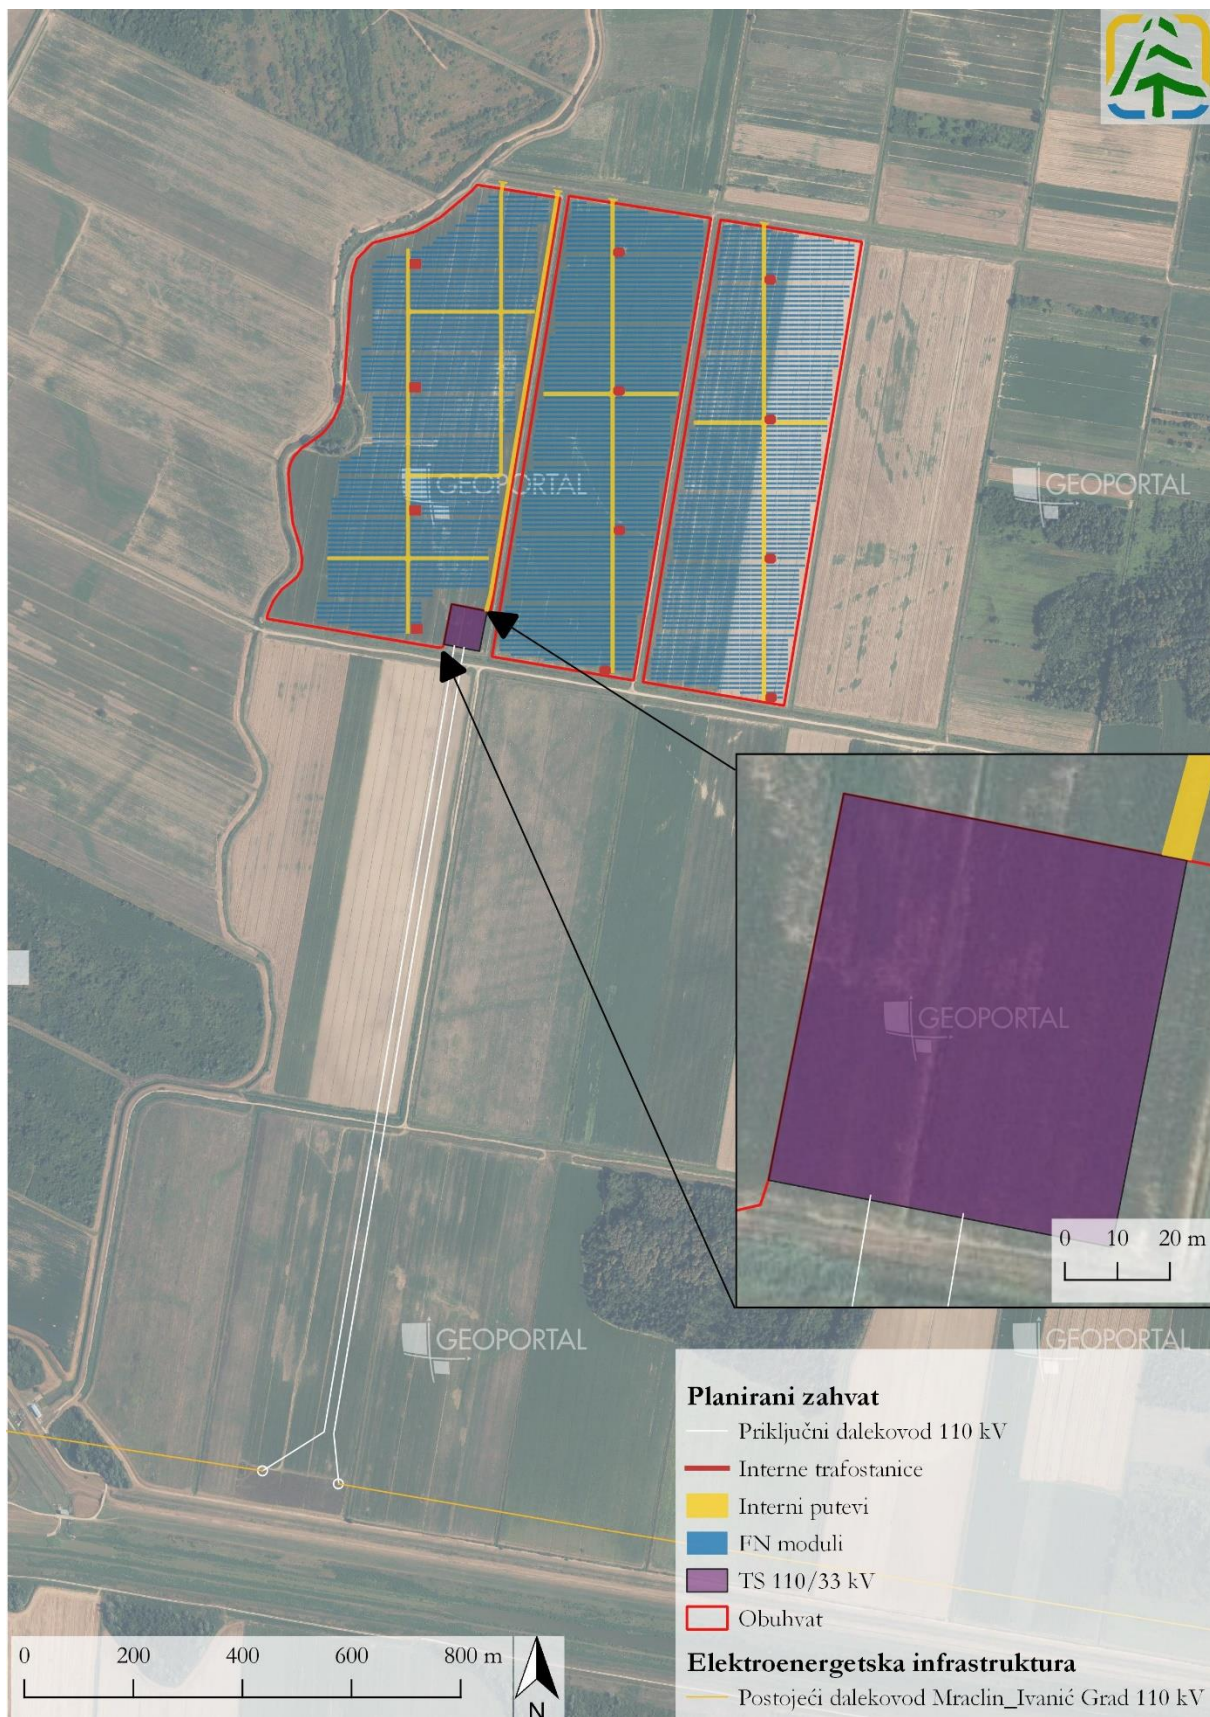 GEOPORTAL
GEOPORTAL
GEOPORTAL
0 10 20 m
GEOPORTAL
GEOPORTAL
Planirani zahvat
Priključni dalekovod 110 kV
Interne trafostanice
Interni putevi
FN moduli
TS 110/33 kV
Obuhvat
Elektroenergetska infrastruktura
Postojeći dalekovod Mraclin_Ivanić Grad 110 kV
0 200 400 600 800 m
N